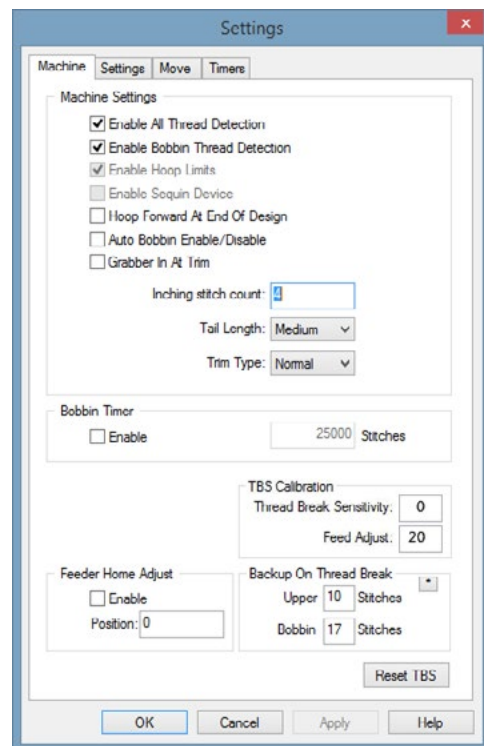 Settings
x
Machine Settings Move Timers
Machine Settings
Enable All Thread Detection
Enable Bobbin Thread Detection
Enable Hoop Limits
Enable Sequin Device
Hoop Forward At End Of Design
Auto Bobbin Enable/Disable
Grabber In At Trim
Inching stitch count: 4
Tail Length: Medium
Trim Type: Normal
Bobbin Timer
Enable 25000 Stitches
TBS Calibration
Thread Break Sensitivity: 0
Feed Adjust: 20
Feeder Home Adjust
Enable
Position: 0
Backup On Thread Break *
Upper 10 Stitches
Bobbin 17 Stitches
Reset TBS
OK Cancel Apply Help